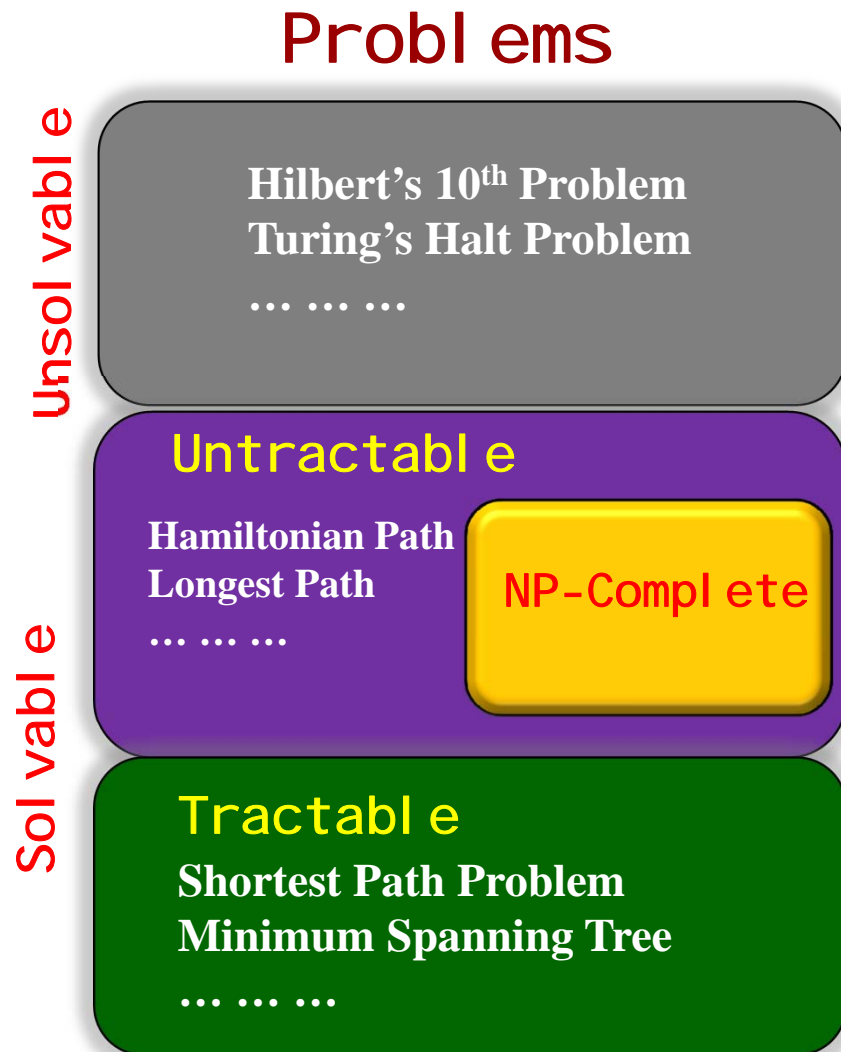 Problems
Unsolvable
Hilbert’s 10th Problem
Turing’s Halt Problem
... ... ...
Solvable
Untractable
Hamiltonian Path
Longest Path
... ... ...
NP-Complete
Tractable
Shortest Path Problem
Minimum Spanning Tree
... ... ...